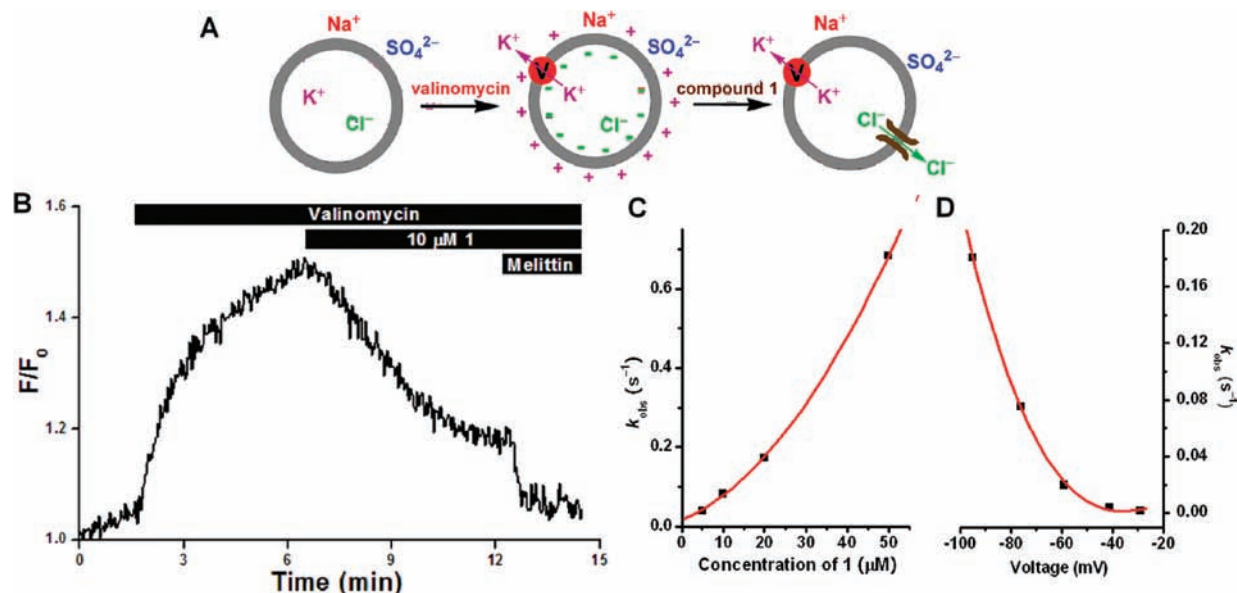 A
Na⁺
SO₄²⁻
K⁺
Cl⁻
valinomycin
Na⁺
SO₄²⁻
K⁺
V
K⁺
Cl⁻
compound 1
Na⁺
SO₄²⁻
K⁺
V
K⁺
Cl⁻
Cl⁻
B
1.6
1.4
1.2
1.0
F/F₀
Valinomycin
10 μM 1
Melittin
0 3 6 9 12 15
Time (min)
C
0.6
0.4
0.2
0.0
k_obs (s⁻¹)
0 10 20 30 40 50
Concentration of 1 (μM)
D
0.20
0.16
0.12
0.08
0.04
0.00
k_obs (s⁻¹)
-100 -80 -60 -40 -20
Voltage (mV)